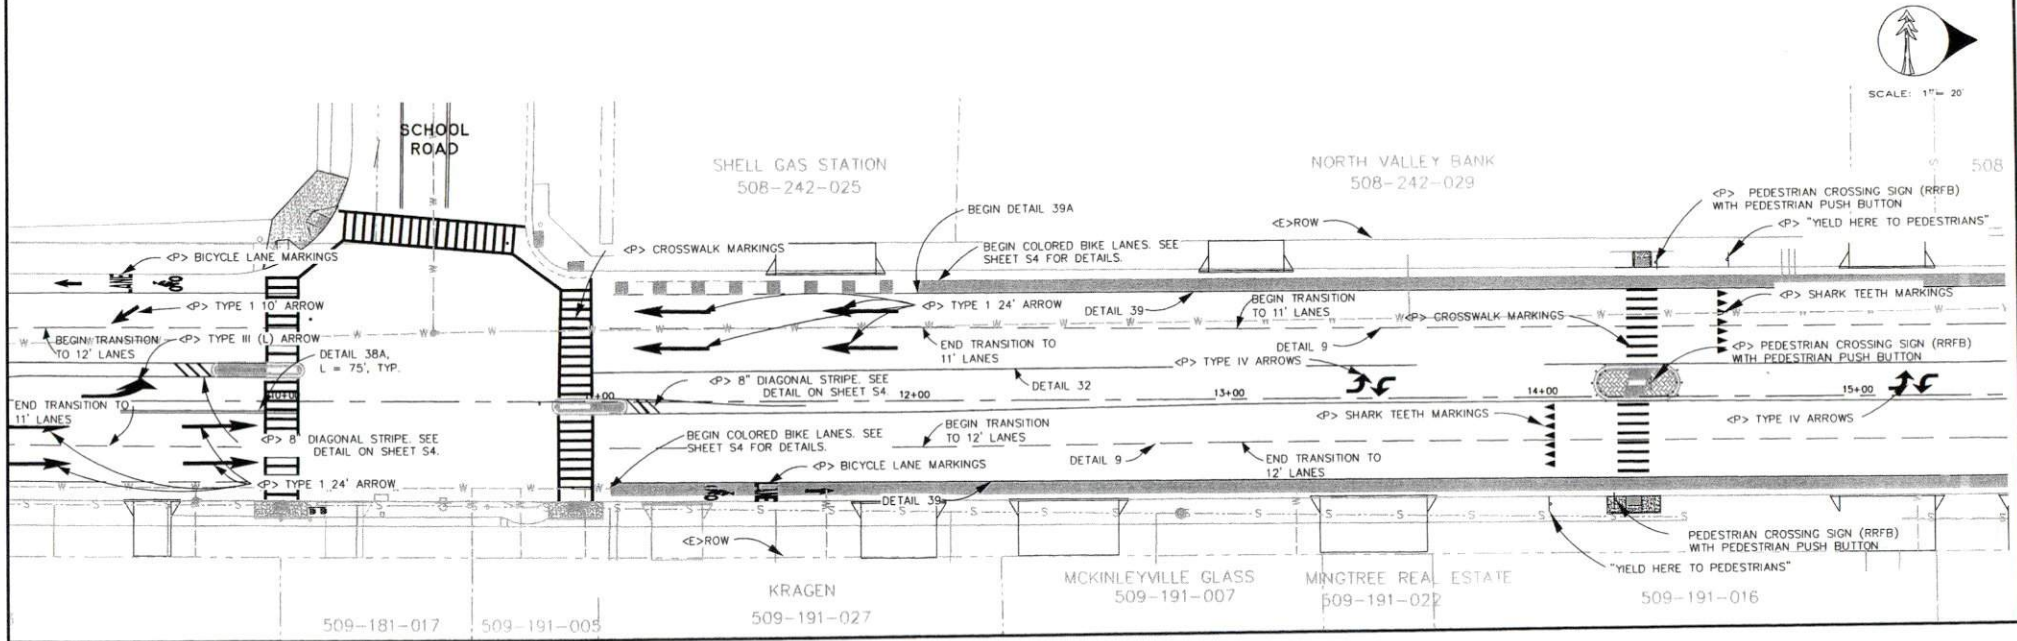 SCALE: 1"= 20'
SCHOOL
ROAD
SHELL GAS STATION
508-242-025
NORTH VALLEY BANK
508-242-029
508
<P> PEDESTRIAN CROSSING SIGN (RRFB)
WITH PEDESTRIAN PUSH BUTTON
<P> "YIELD HERE TO PEDESTRIANS"
BEGIN DETAIL 39A
<E>ROW
<P> CROSSWALK MARKINGS
BEGIN COLORED BIKE LANES. SEE
SHEET S4 FOR DETAILS.
<P> BICYCLE LANE MARKINGS
LANE
<P> TYPE 1 10' ARROW
<P> TYPE 1 24' ARROW
DETAIL 39
BEGIN TRANSITION
TO 11' LANES
<P> SHARK TEETH MARKINGS
<P> CROSSWALK MARKINGS
BEGIN TRANSITION
TO 12' LANES
<P> TYPE III (L) ARROW
DETAIL 38A,
L = 75', TYP.
END TRANSITION TO
11' LANES
DETAIL 9
<P> PEDESTRIAN CROSSING SIGN (RRFB)
WITH PEDESTRIAN PUSH BUTTON
<P> TYPE IV ARROWS
<P> 8" DIAGONAL STRIPE. SEE
DETAIL ON SHEET S4.
DETAIL 32
10+00
11+00
12+00
13+00
14+00
15+00
END TRANSITION TO
11' LANES
<P> SHARK TEETH MARKINGS
<P> TYPE IV ARROWS
<P> 8" DIAGONAL STRIPE. SEE
DETAIL ON SHEET S4.
BEGIN COLORED BIKE LANES. SEE
SHEET S4 FOR DETAILS.
BEGIN TRANSITION
TO 12' LANES
DETAIL 9
END TRANSITION TO
12' LANES
<P> BICYCLE LANE MARKINGS
<P> TYPE 1 24' ARROW
LANE
DETAIL 39
<E>ROW
PEDESTRIAN CROSSING SIGN (RRFB)
WITH PEDESTRIAN PUSH BUTTON
"YIELD HERE TO PEDESTRIANS"
509-181-017
509-191-005
KRAGEN
509-191-027
MCKINLEYVILLE GLASS
509-191-007
MINGTREE REAL ESTATE
509-191-022
509-191-016